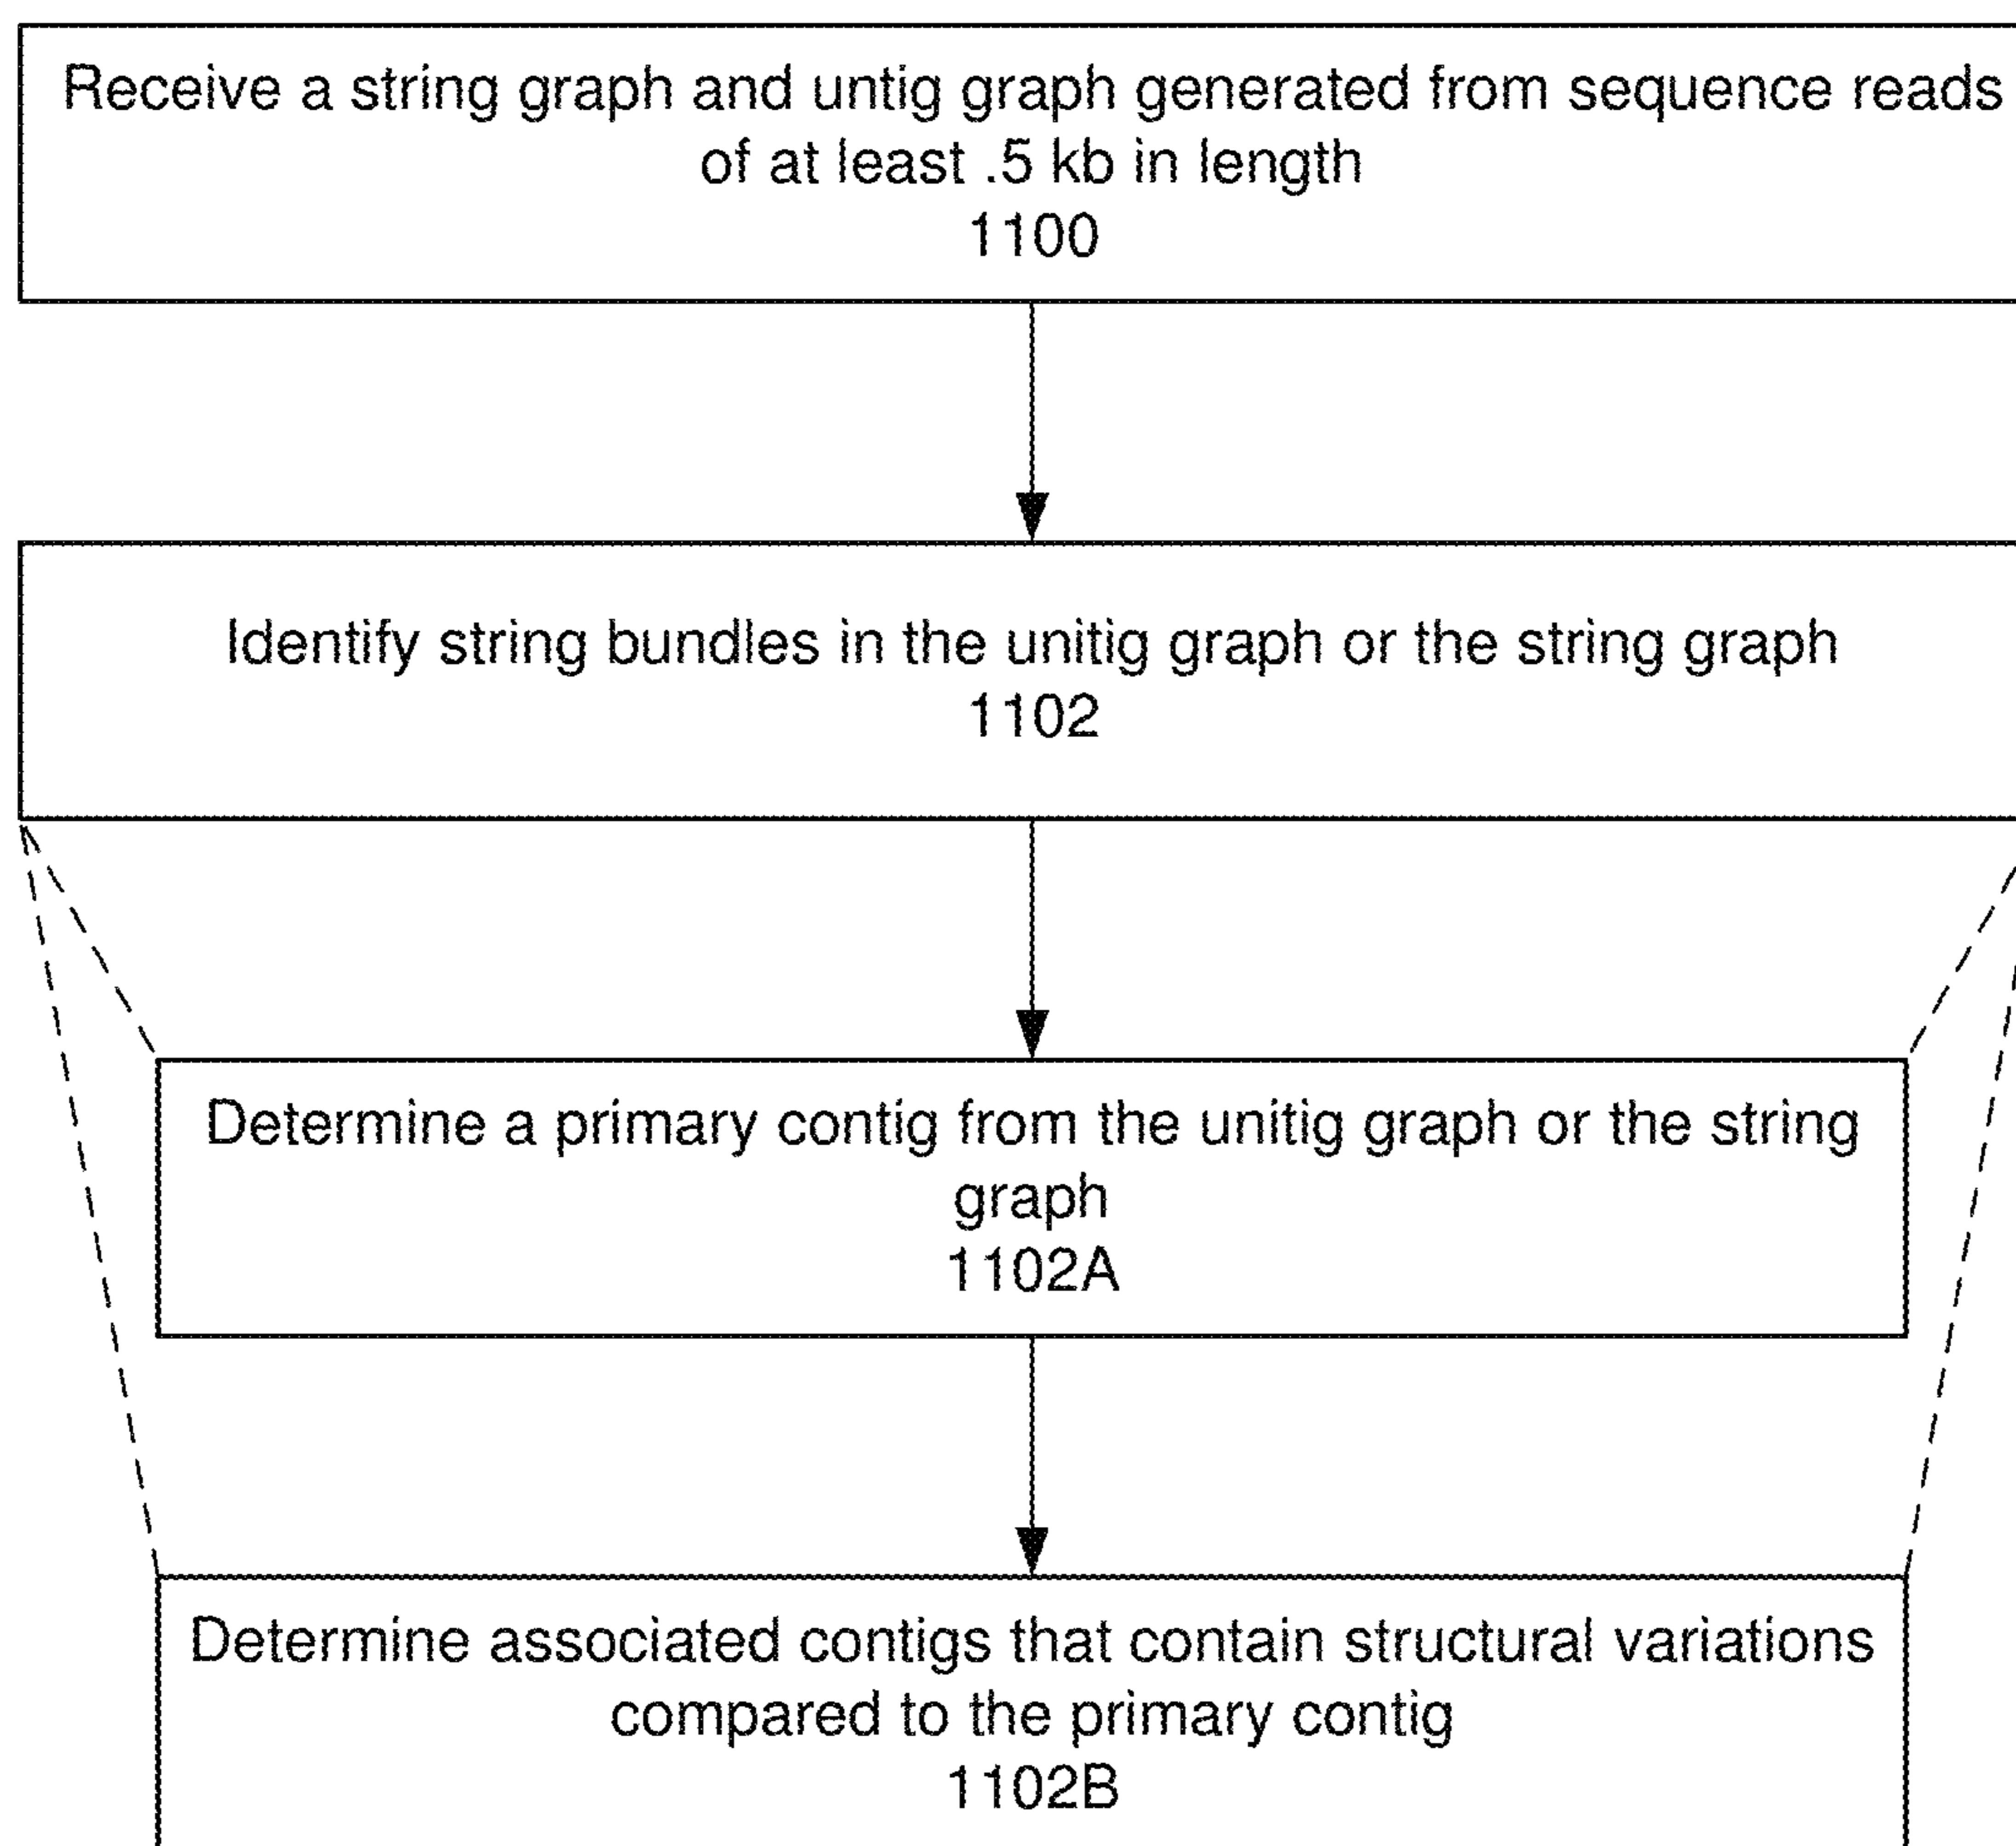 Receive a string graph and untig graph generated from sequence reads
of at least .5 kb in length
1100
Identify string bundles in the unitig graph or the string graph
1102
Determine a primary contig from the unitig graph or the string
graph
1102A
Determine associated contigs that contain structural variations
compared to the primary contig
1102B